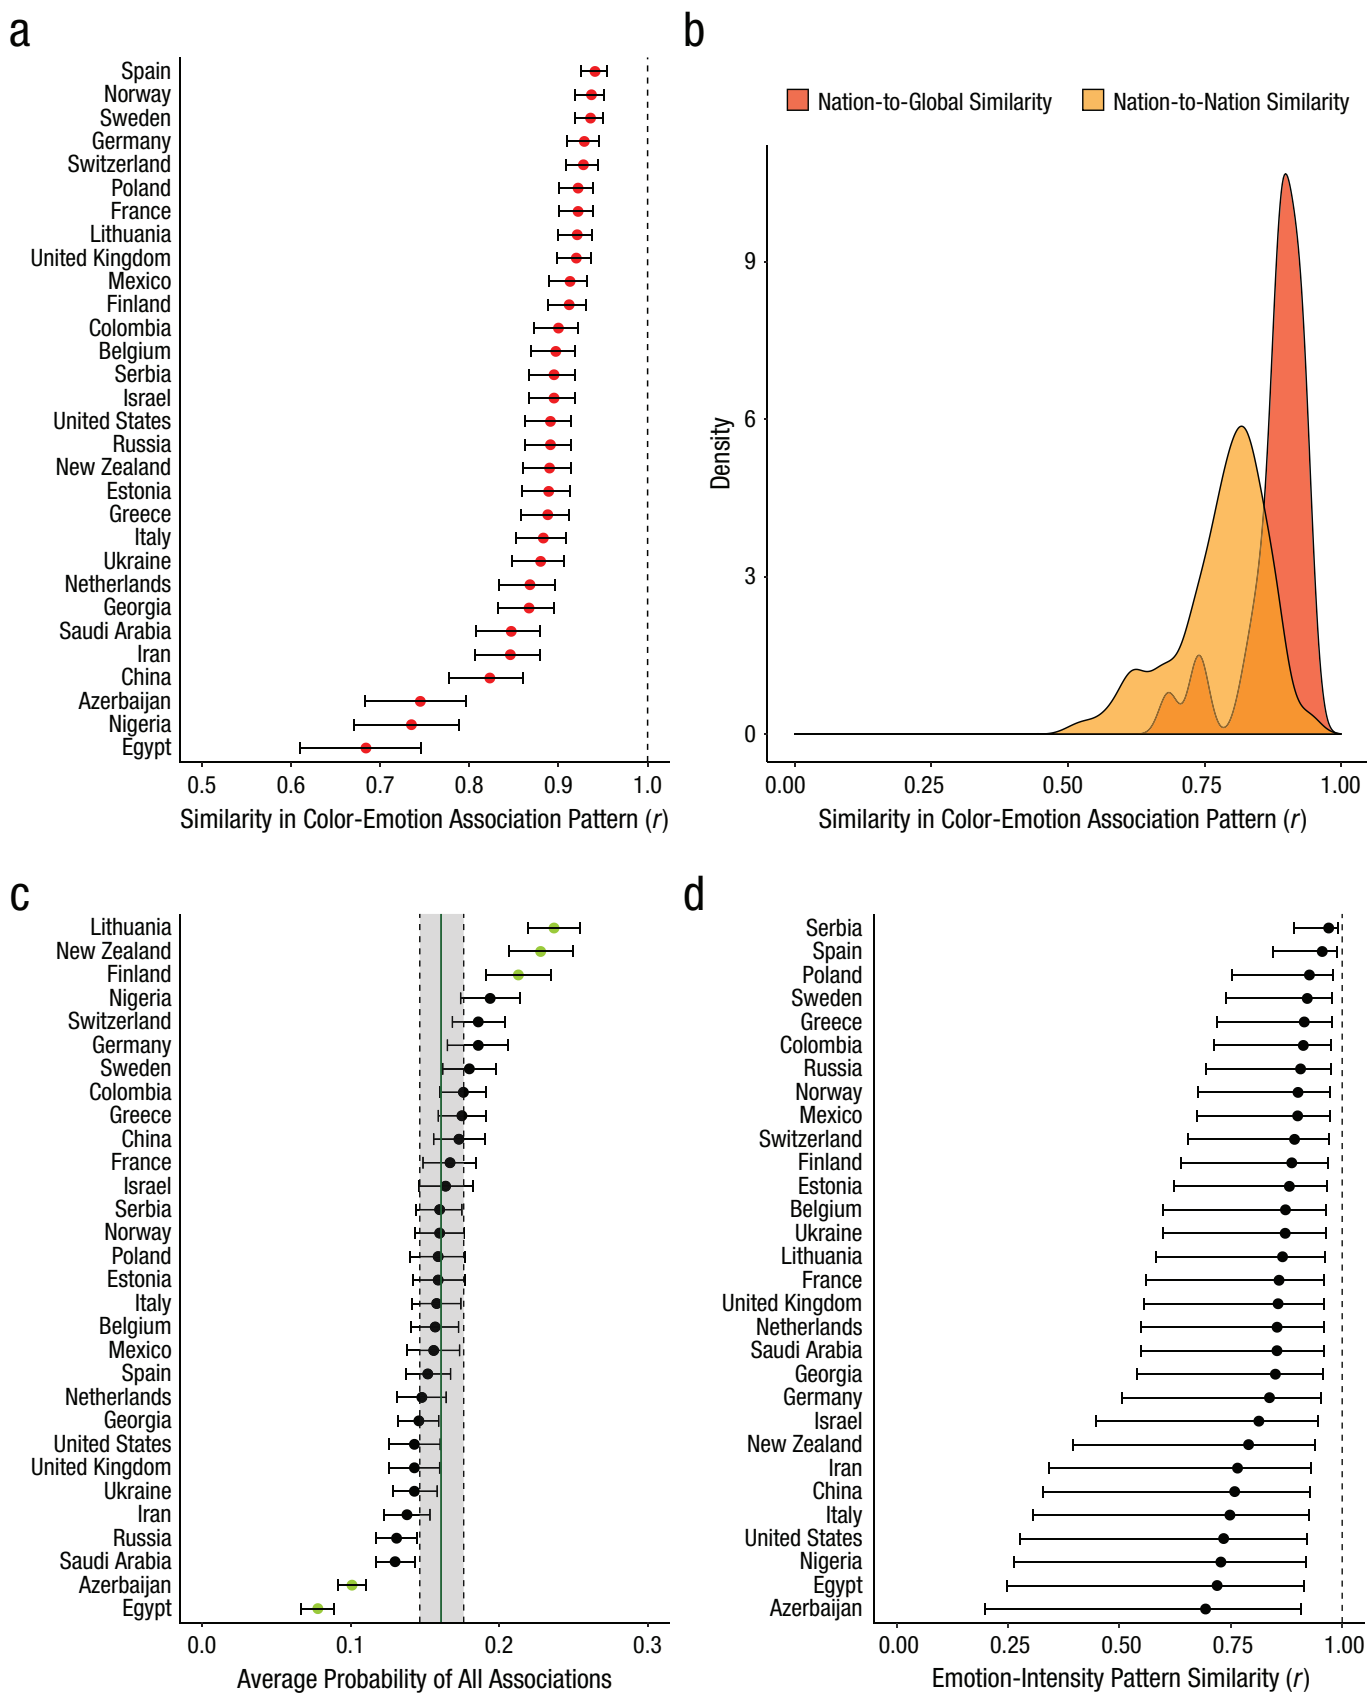 a
Spain
Norway
Sweden
Germany
Switzerland
Poland
France
Lithuania
United Kingdom
Mexico
Finland
Colombia
Belgium
Serbia
Israel
United States
Russia
New Zealand
Estonia
Greece
Italy
Ukraine
Netherlands
Georgia
Saudi Arabia
Iran
China
Azerbaijan
Nigeria
Egypt
0.5 0.6 0.7 0.8 0.9 1.0
Similarity in Color-Emotion Association Pattern (r)
b
Nation-to-Global Similarity Nation-to-Nation Similarity
Density
9
6
3
0
0.00 0.25 0.50 0.75 1.00
Similarity in Color-Emotion Association Pattern (r)
c
Lithuania
New Zealand
Finland
Nigeria
Switzerland
Germany
Sweden
Colombia
Greece
China
France
Israel
Serbia
Norway
Poland
Estonia
Italy
Belgium
Mexico
Spain
Netherlands
Georgia
United States
United Kingdom
Ukraine
Iran
Russia
Saudi Arabia
Azerbaijan
Egypt
0.0 0.1 0.2 0.3
Average Probability of All Associations
d
Serbia
Spain
Poland
Sweden
Greece
Colombia
Russia
Norway
Mexico
Switzerland
Finland
Estonia
Belgium
Ukraine
Lithuania
France
United Kingdom
Netherlands
Saudi Arabia
Georgia
Germany
Israel
New Zealand
Iran
China
Italy
United States
Nigeria
Egypt
Azerbaijan
0.00 0.25 0.50 0.75 1.00
Emotion-Intensity Pattern Similarity (r)